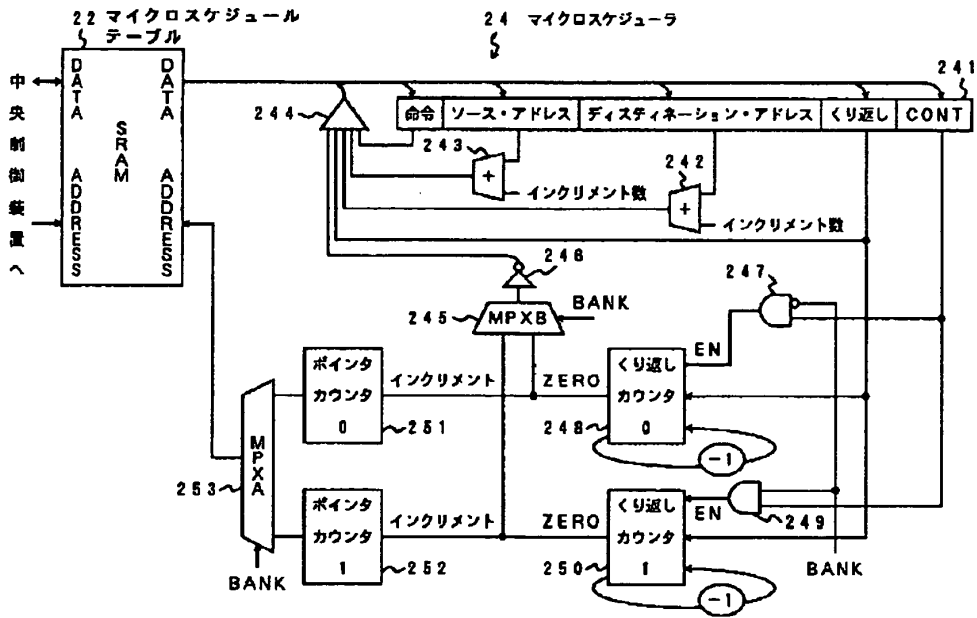 22 マイクロスケジュール
テーブル
24 マイクロスケジューラ
中央制御装置へ
DATA
DATA
SRAM
ADDRESS
ADDRESS
241
244
命令 ソース・アドレス ディスティネーション・アドレス くり返し CONT
243
+
インクリメント数
242
+
インクリメント数
246
247
245
MPXB
BANK
EN
ポインタ
カウンタ
0
251
インクリメント
ZERO
くり返し
カウンタ
0
248
-1
MPXA
253
BANK
ポインタ
カウンタ
1
252
インクリメント
ZERO
EN
くり返し
カウンタ
1
250
249
BANK
-1